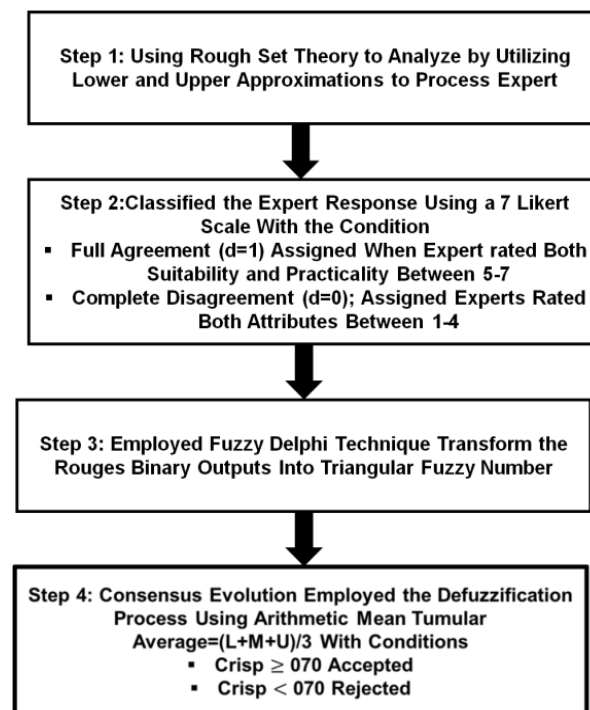 Step 1: Using Rough Set Theory to Analyze by Utilizing
Lower and Upper Approximations to Process Expert
Step 2:Classified the Expert Response Using a 7 Likert
Scale With the Condition
▪ Full Agreement (d=1) Assigned When Expert rated Both
Suitability and Practicality Between 5-7
▪ Complete Disagreement (d=0); Assigned Experts Rated
Both Attributes Between 1-4
Step 3: Employed Fuzzy Delphi Technique Transform the
Rouges Binary Outputs Into Triangular Fuzzy Number
Step 4: Consensus Evolution Employed the Defuzzification
Process Using Arithmetic Mean Tumular
Average=(L+M+U)/3 With Conditions
▪ Crisp ≥ 070 Accepted
▪ Crisp < 070 Rejected